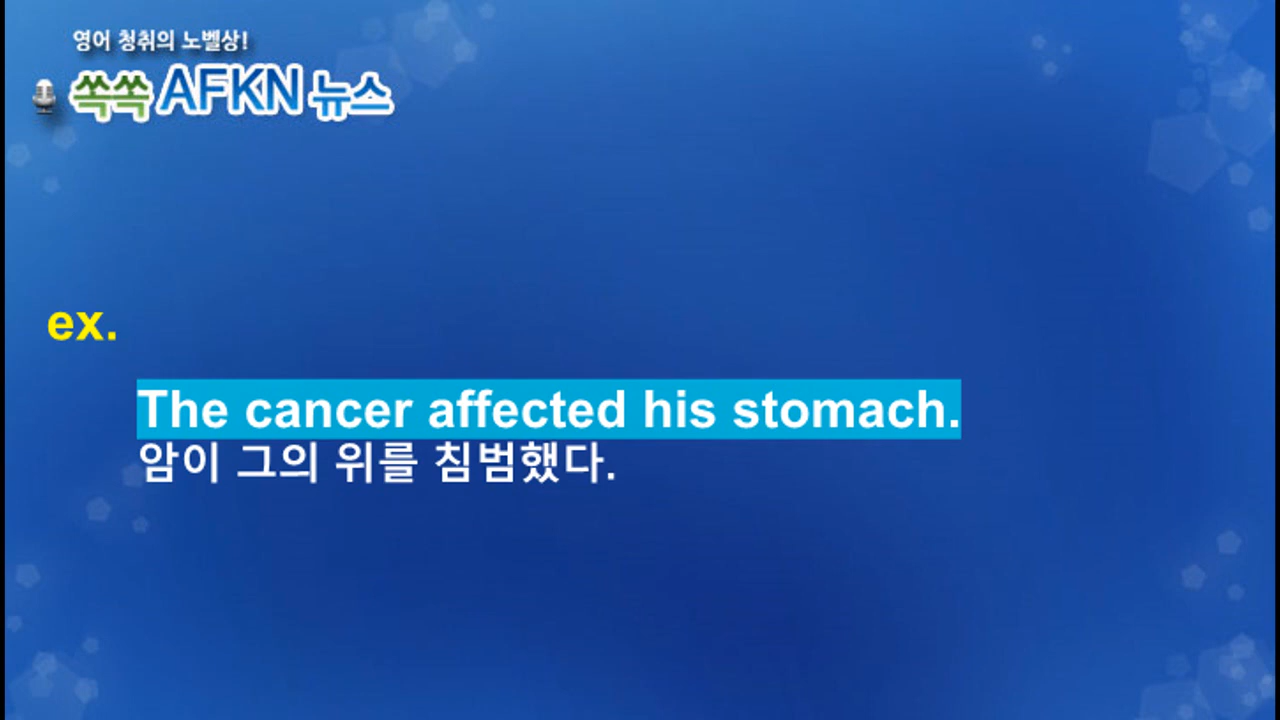 영어 청취의 노벨상!
쏙쏙 AFKN 뉴스
ex.
The cancer affected his stomach.
암이 그의 위를 침범했다.